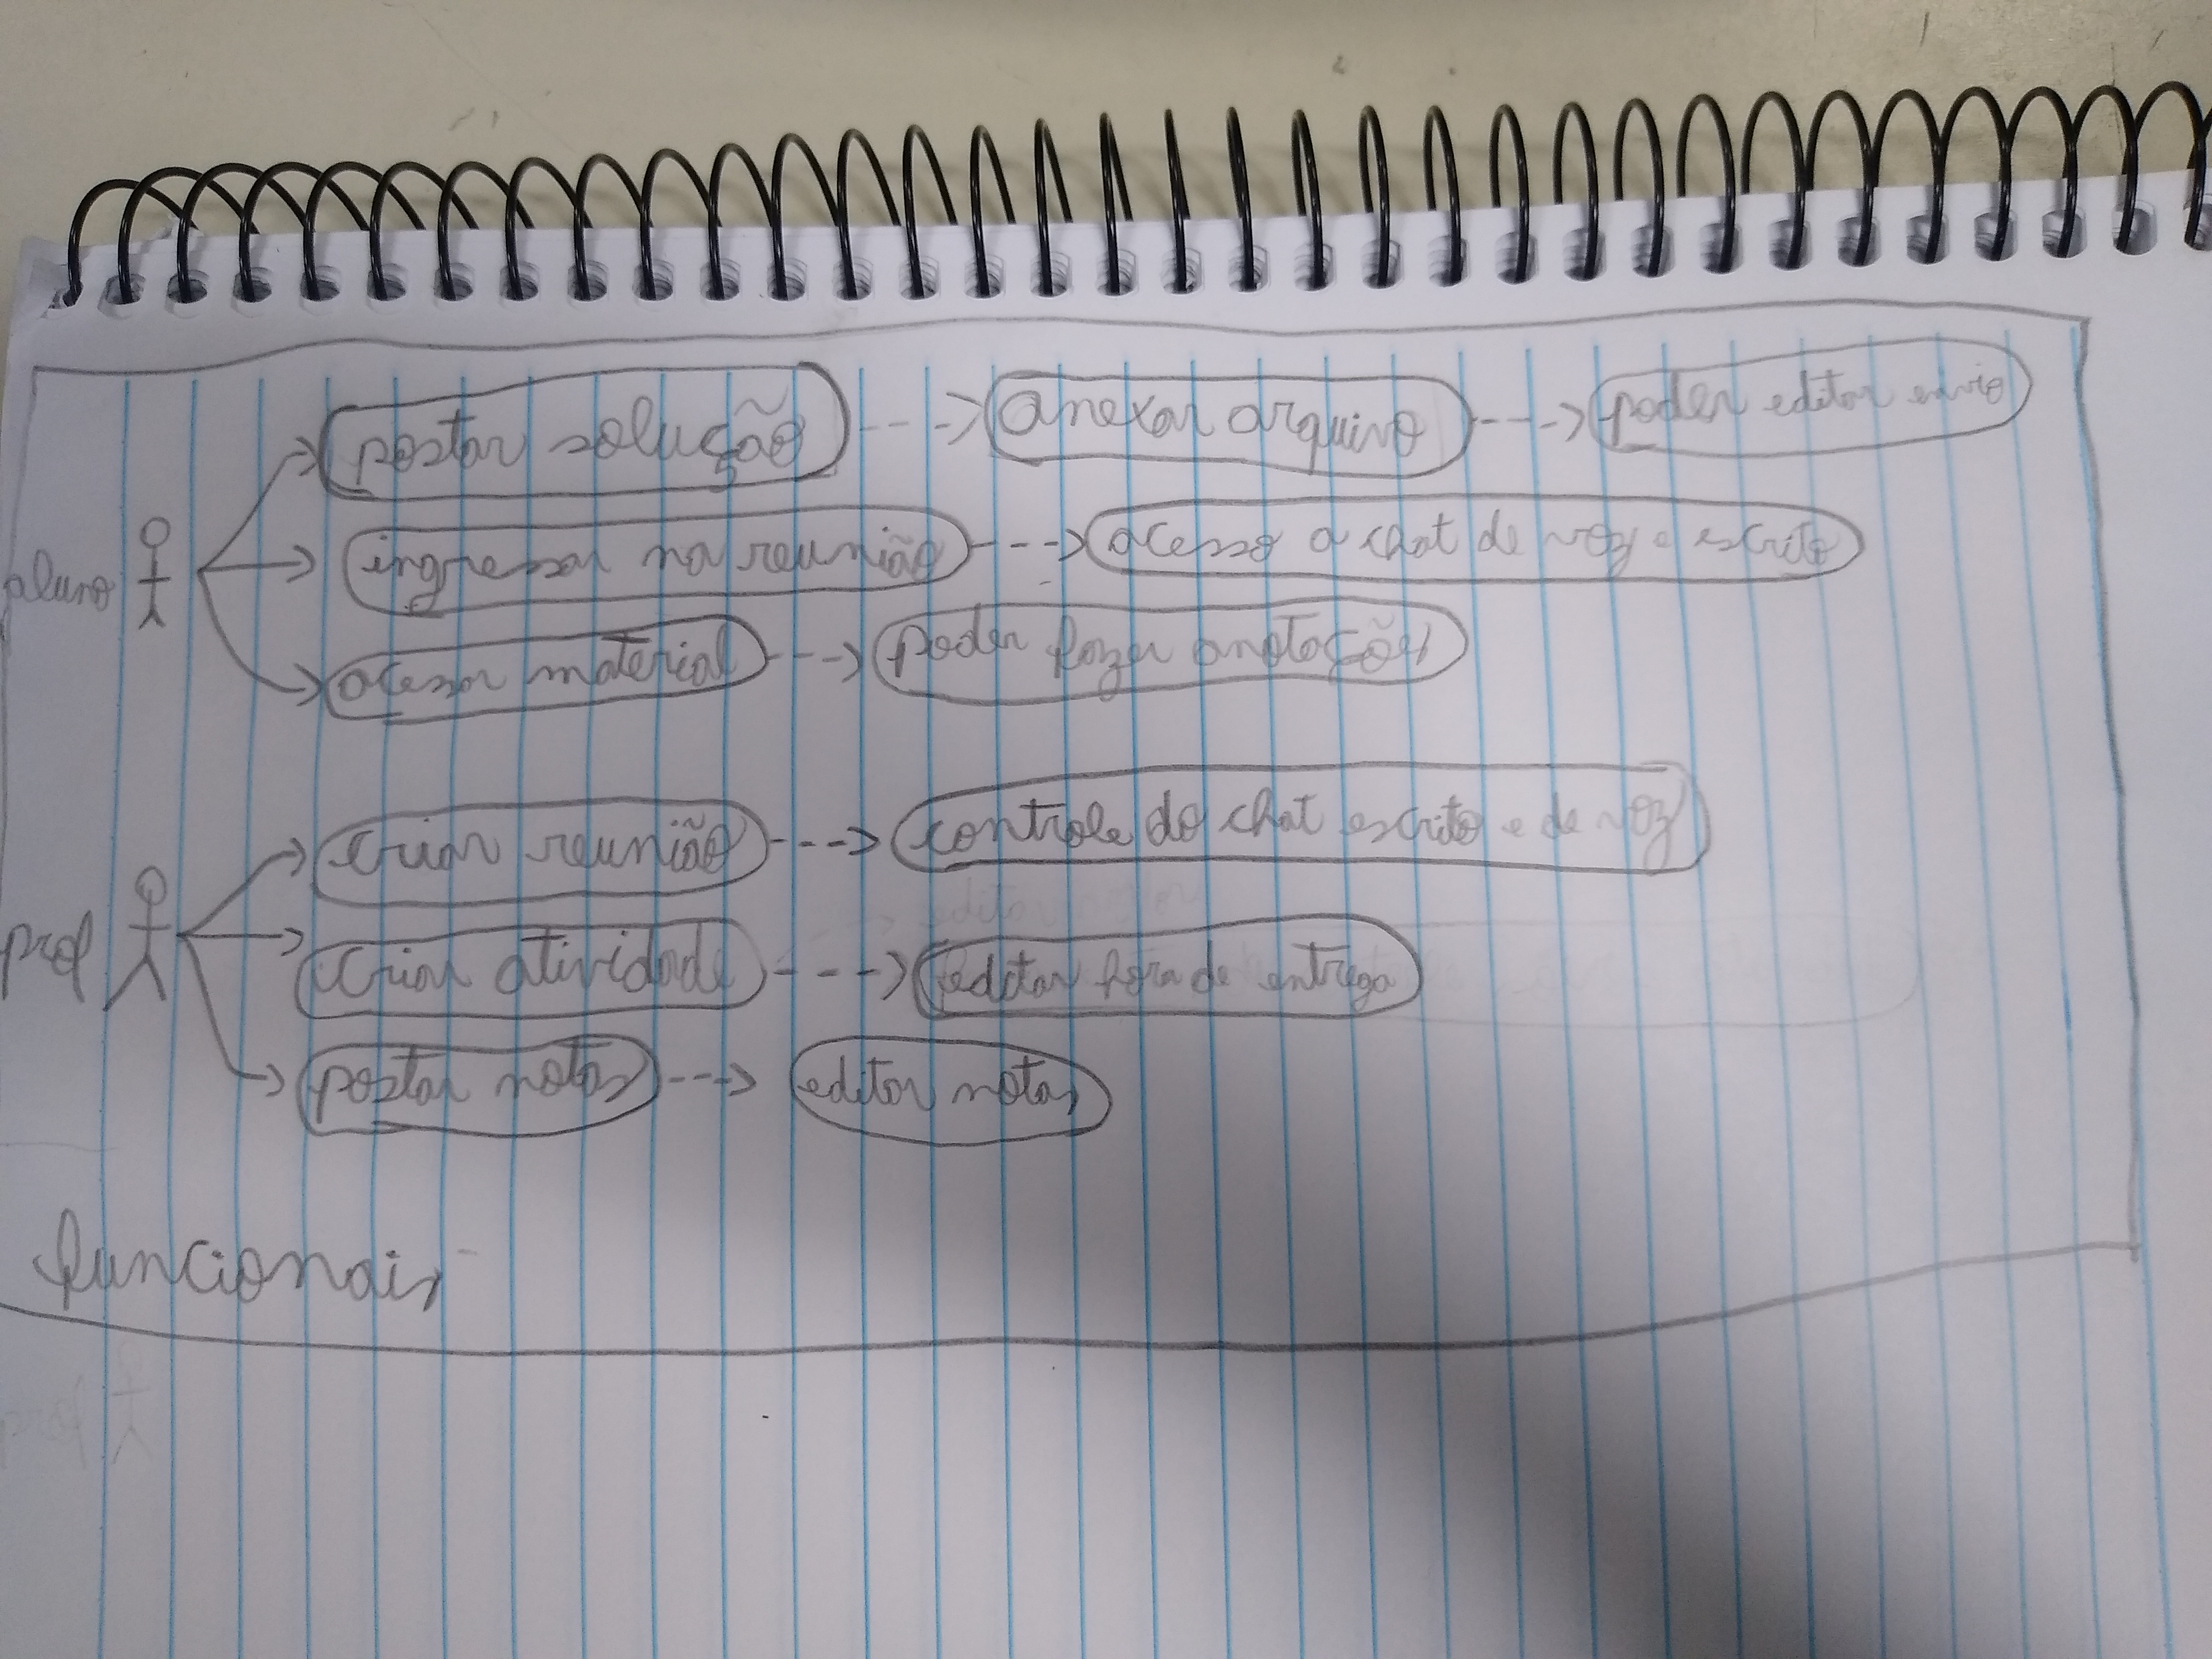 postar solução anexar arquivo poder editar envio
aluno ingressar na reunião acesso a chat de voz e escrito
acessar material poder fazer anotações
criar reunião controle do chat escrito e de voz
prof criar atividade editar hora de entrega
postar notas editar notas
funcionais